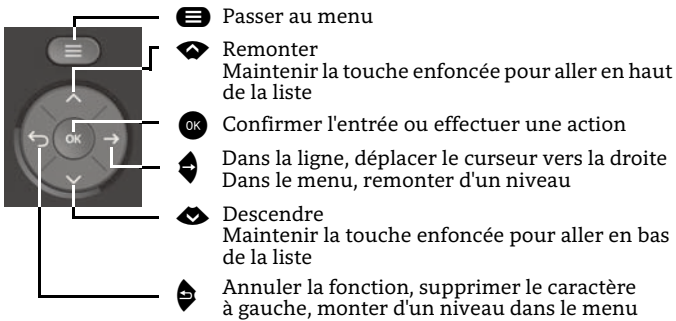 Passer au menu
Remonter
Maintenir la touche enfoncée pour aller en haut
de la liste
OK
OK
Confirmer l'entrée ou effectuer une action
Dans la ligne, déplacer le curseur vers la droite
Dans le menu, remonter d'un niveau
Descendre
Maintenir la touche enfoncée pour aller en bas
de la liste
Annuler la fonction, supprimer le caractère
à gauche, monter d'un niveau dans le menu